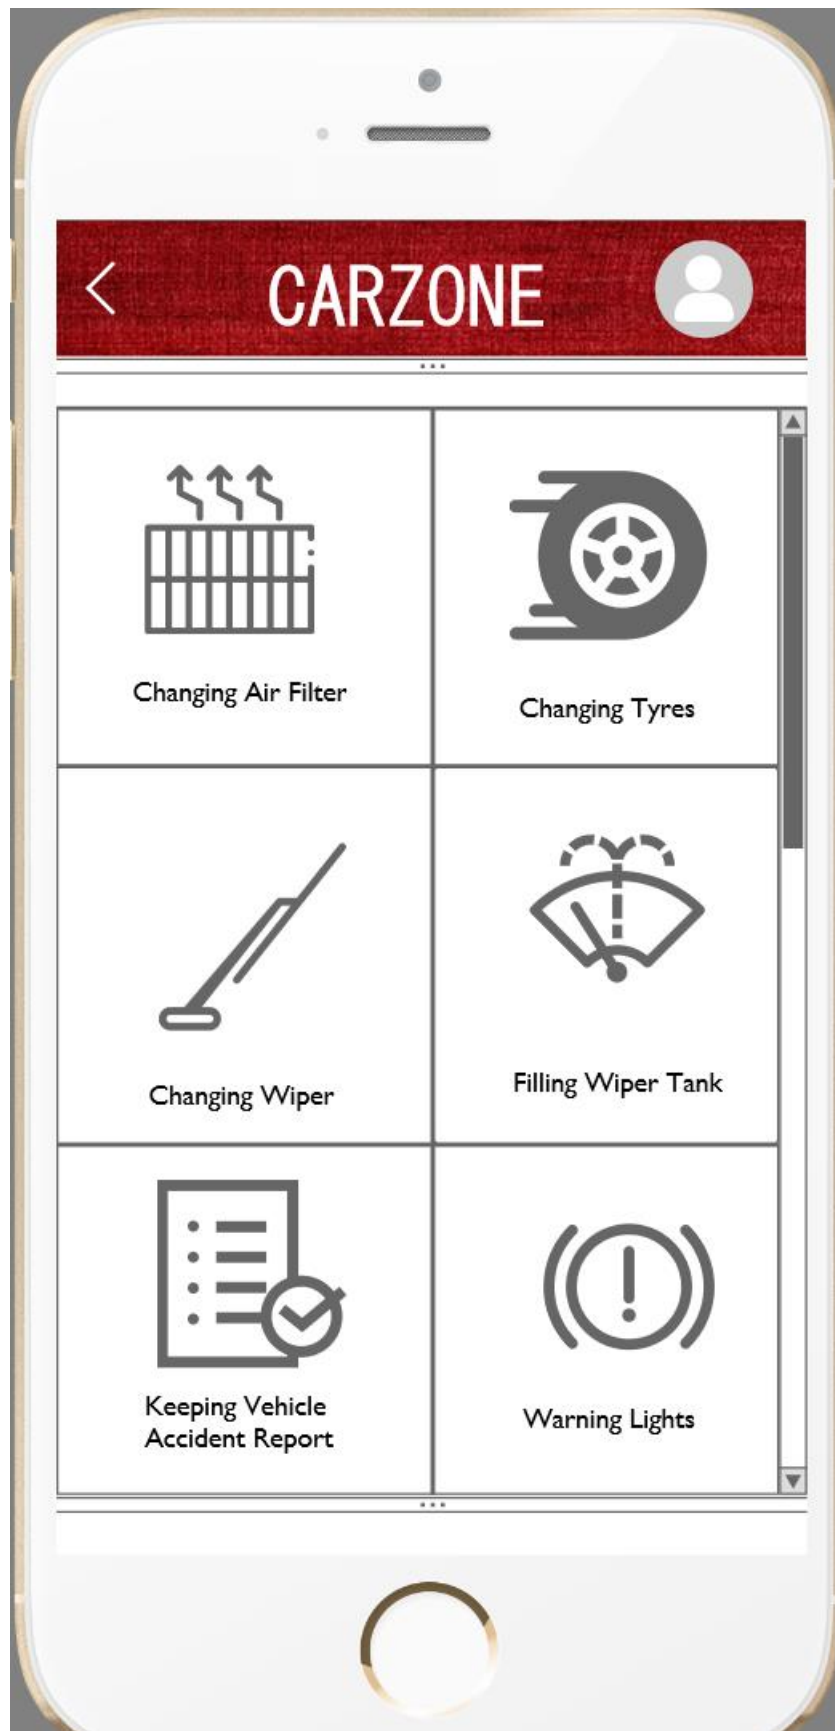 CARZONE
Changing Air Filter
Changing Tyres
Changing Wiper
Filling Wiper Tank
Keeping Vehicle
Accident Report
Warning Lights